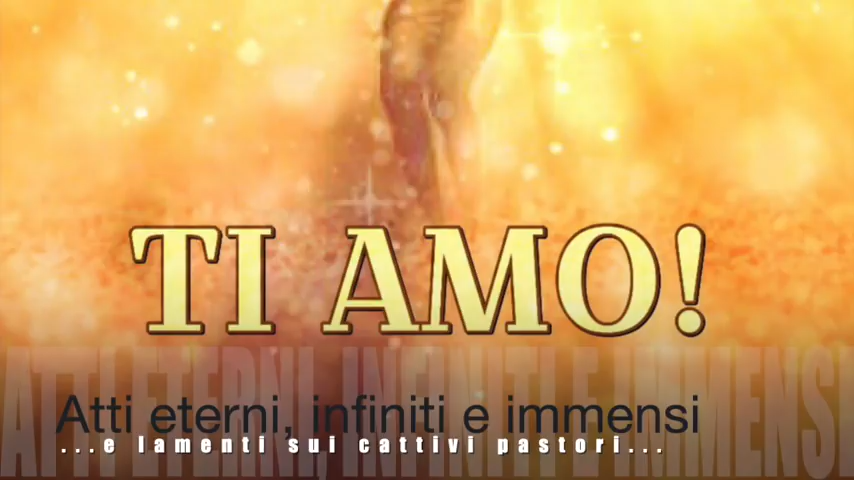 TI AMO!
ATTI ETERNI, INFINITI E IMMENSI
Atti eterni, infiniti e immensi
...e lamenti sui cattivi pastori...